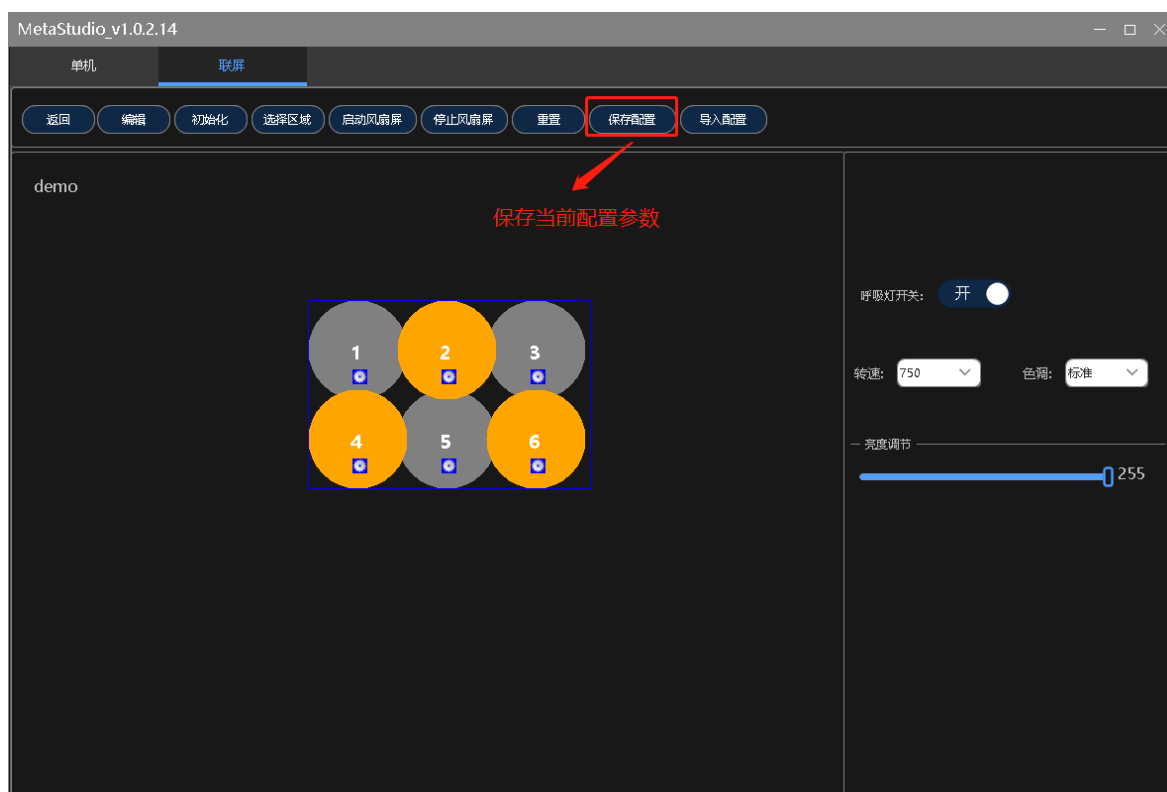 MetaStudio_v1.0.2.14
单机 联屏
返回 编辑 初始化 选择区域 启动风扇屏 停止风扇屏 重置 保存配置 导入配置
demo
保存当前配置参数
呼吸灯开关: 开
1 2 3
转速: 750 色调: 标准
4 5 6
亮度调节
255